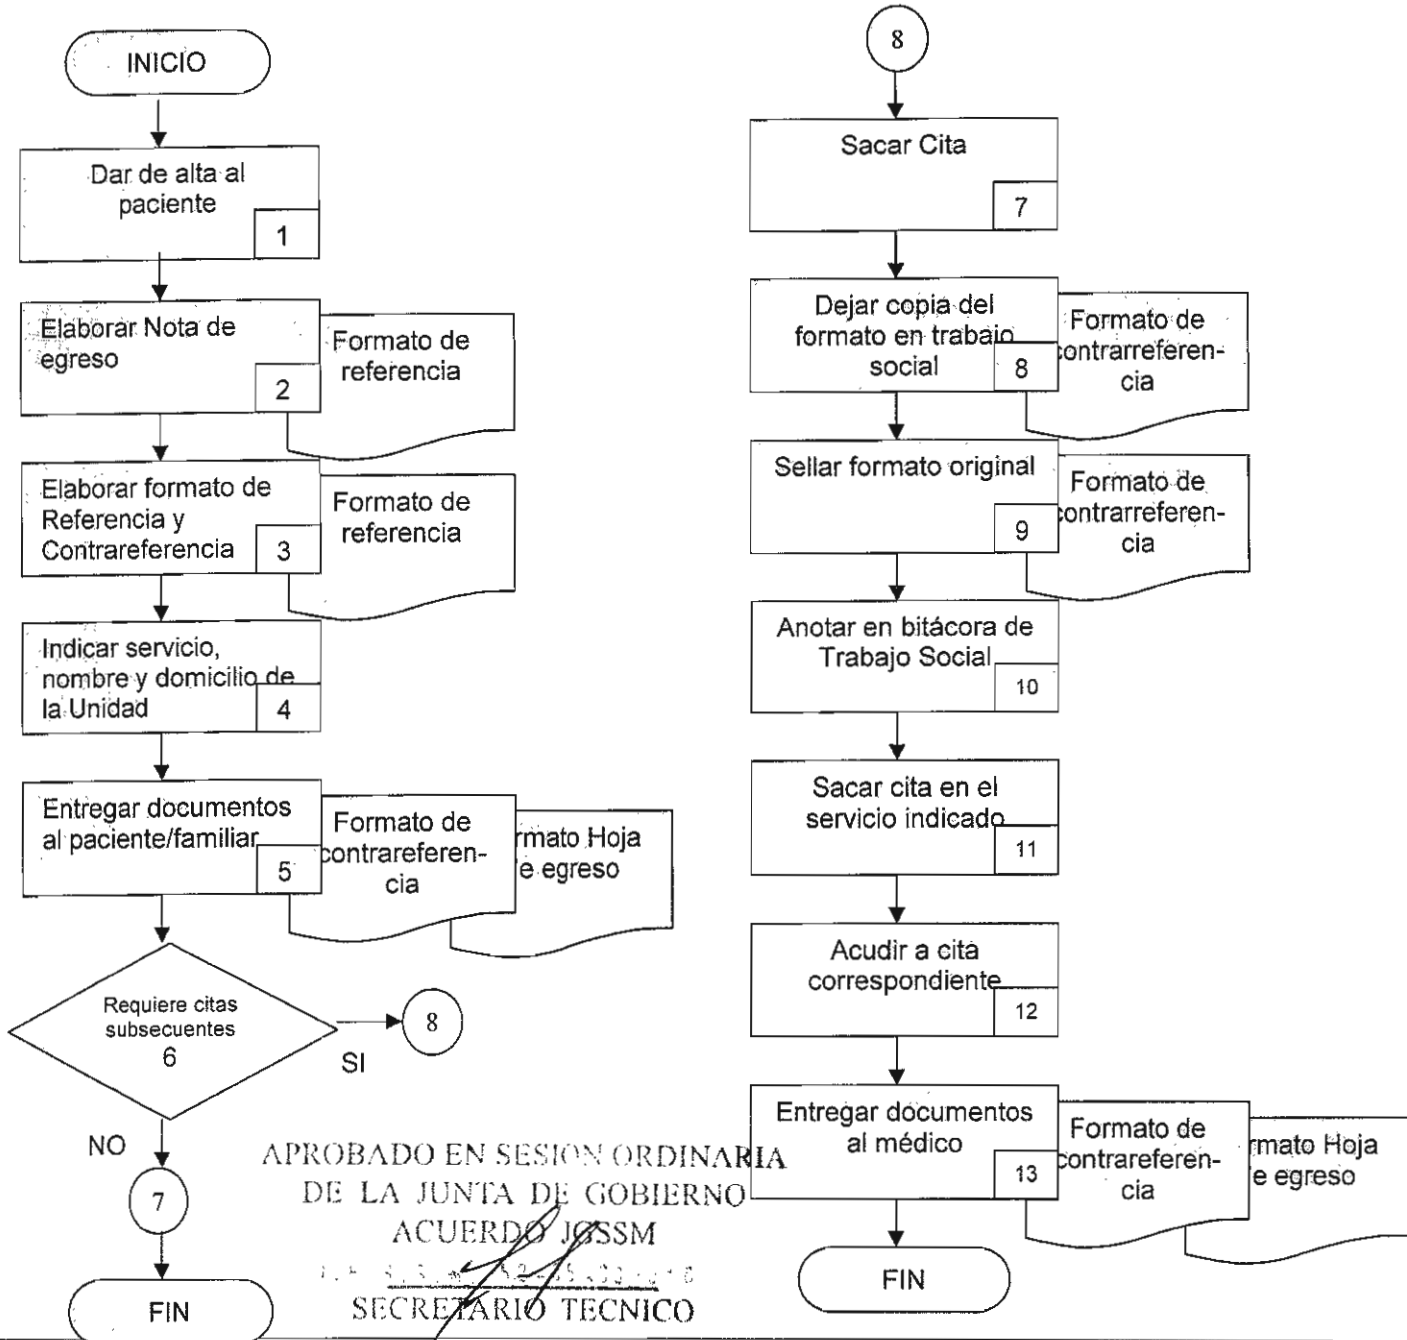 INICIO
Dar de alta al
paciente
1
Elaborar Nota de
egreso
2
Formato de
referencia
Elaborar formato de
Referencia y
Contrareferencia
3
Formato de
referencia
Indicar servicio,
nombre y domicilio de
la Unidad
4
Entregar documentos
al paciente/familiar
5
Formato de
contrareferen-
cia
rmato Hoja
e egreso
Requiere citas
subsecuentes
6
SI
8
NO
7
FIN
8
Sacar Cita
7
Dejar copia del
formato en trabajo
social
8
Formato de
contrarreferen-
cia
Sellar formato original
9
Formato de
contrarreferen-
cia
Anotar en bitácora de
Trabajo Social
10
Sacar cita en el
servicio indicado
11
Acudir a cita
correspondiente
12
Entregar documentos
al médico
13
Formato de
contrareferen-
cia
rmato Hoja
e egreso
FIN
APROBADO EN SESION ORDINARIA
DE LA JUNTA DE GOBIERNO
ACUERDO JGSSM
SECRETARIO TECNICO